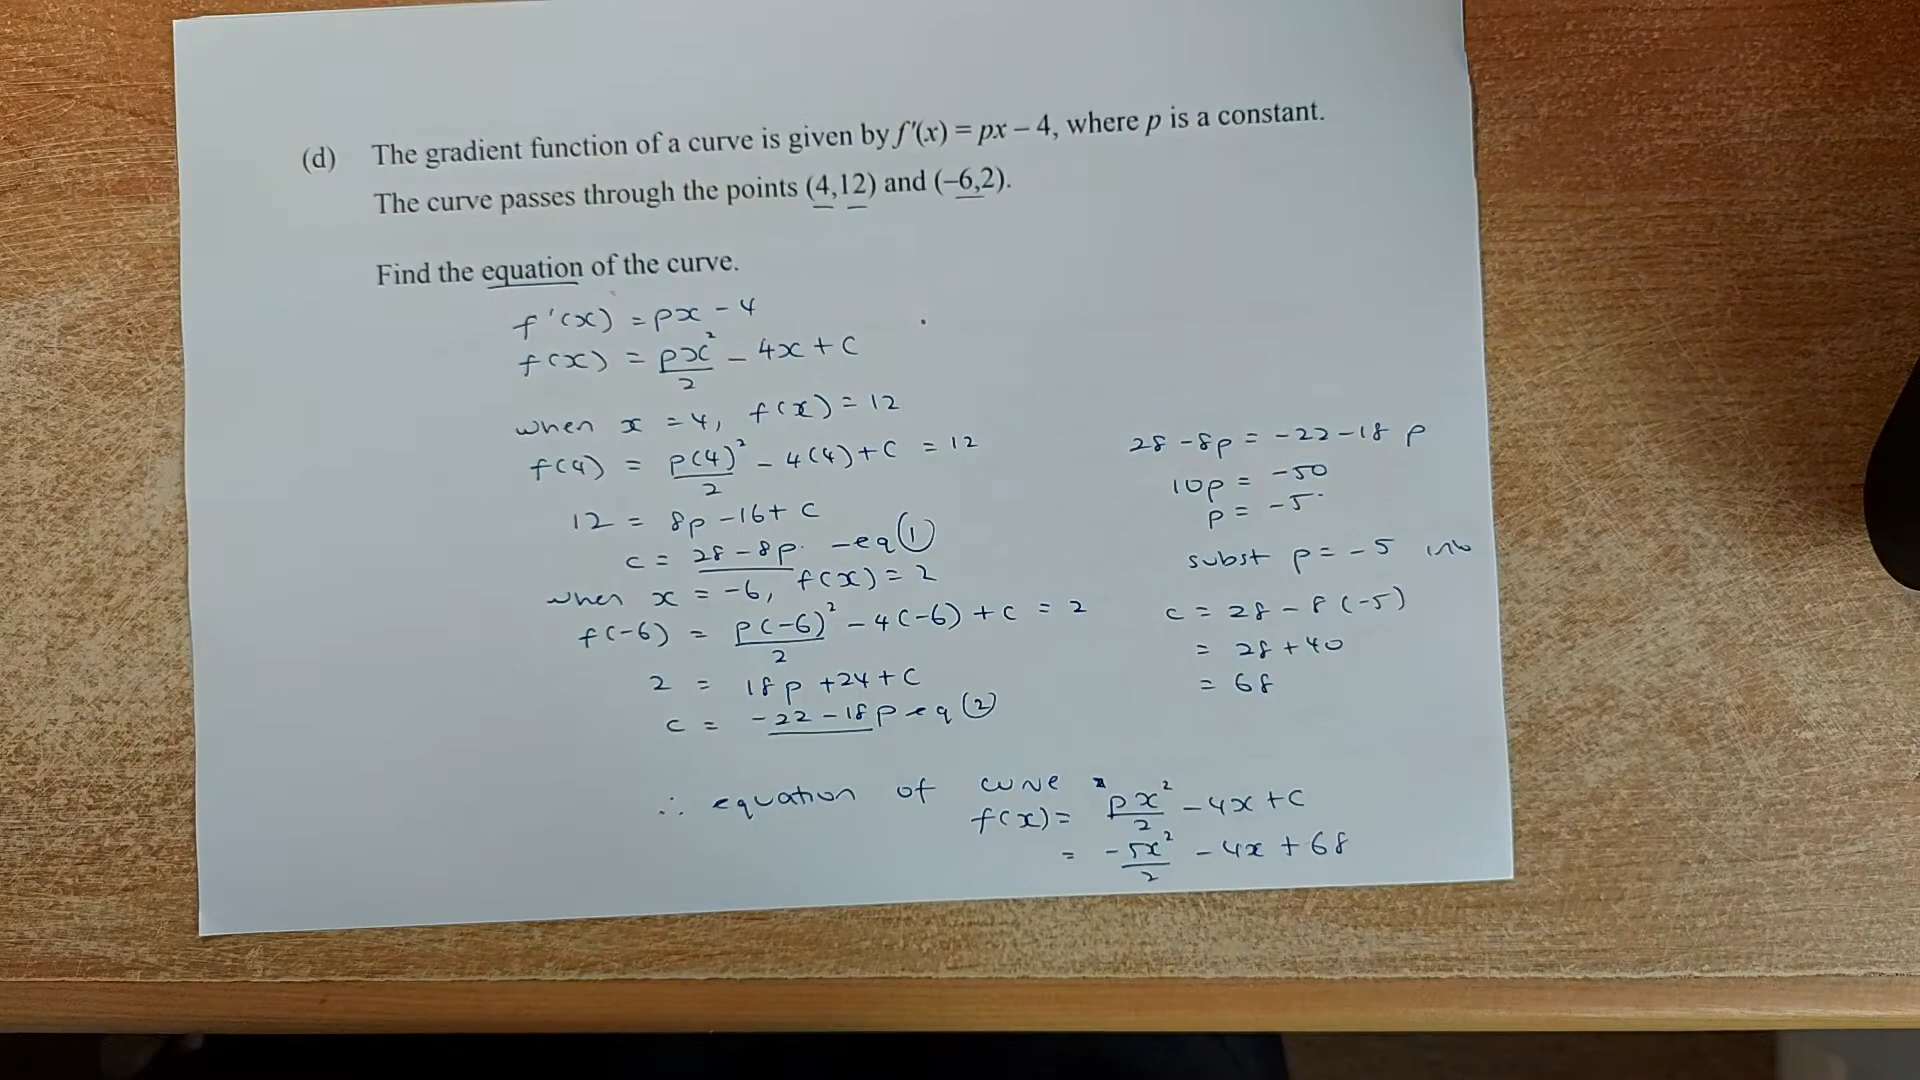 (d) The gradient function of a curve is given by f'(x) = px – 4, where p is a constant.
The curve passes through the points (4,12) and (–6,2).
Find the equation of the curve.
f'(x) = px - 4
f(x) = px²/2 - 4x + c
when x = 4, f(x) = 12
f(4) = p(4)²/2 - 4(4) + c = 12
12 = 8p - 16 + c
c = 28 - 8p - eq ①
when x = -6, f(x) = 2
f(-6) = p(-6)²/2 - 4(-6) + c = 2
2 = 18p + 24 + c
c = -22 - 18p eq ②
28 - 8p = -22 - 18 p
10p = -50
p = -5
subst p = -5 into
c = 28 - 8(-5)
= 28 + 40
= 68
∴ equation of curve
f(x) = px²/2 - 4x + c
= -5x²/2 - 4x + 68